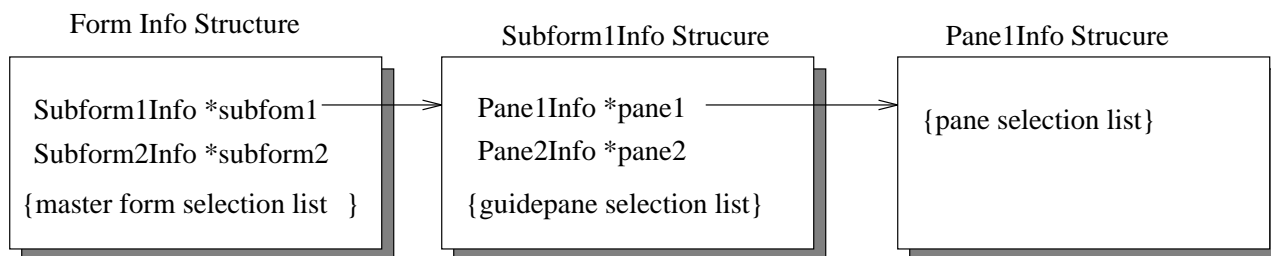 Form Info Structure
Subform1Info *subfom1
Subform2Info *subform2
{master form selection list }
Subform1Info Strucure
Pane1Info *pane1
Pane2Info *pane2
{guidepane selection list}
Pane1Info Strucure
{pane selection list}